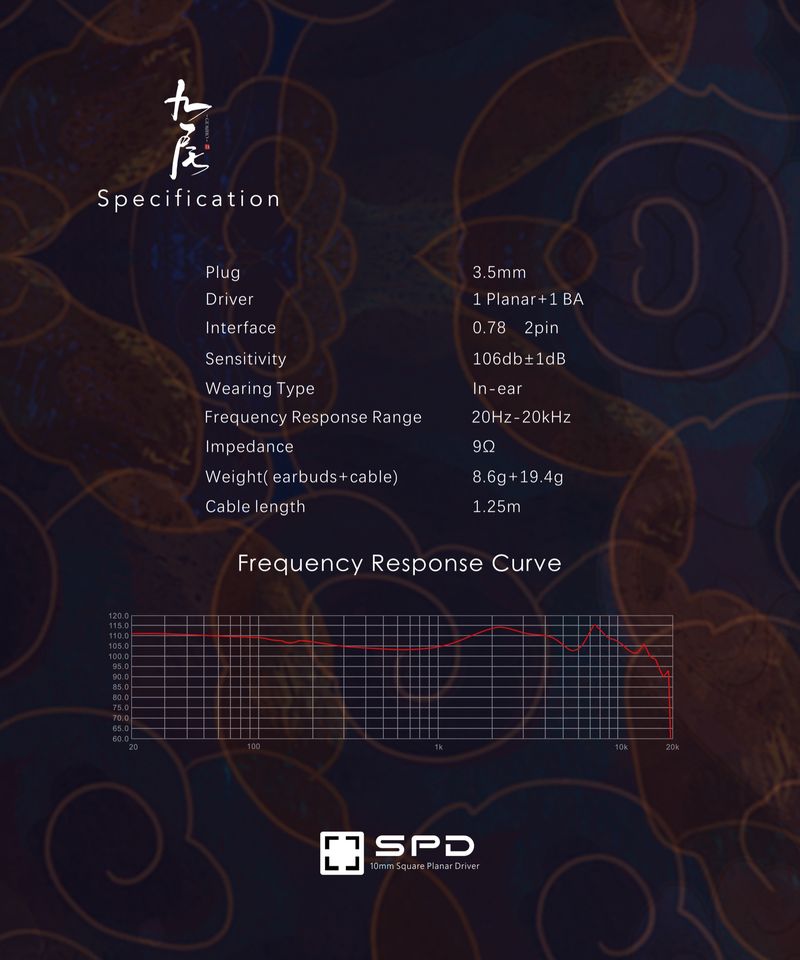 九尾
Specification
Plug 3.5mm
Driver 1 Planar+1 BA
Interface 0.78 2pin
Sensitivity 106db±1dB
Wearing Type In-ear
Frequency Response Range 20Hz-20kHz
Impedance 9Ω
Weight( earbuds+cable) 8.6g+19.4g
Cable length 1.25m
Frequency Response Curve
120.0
115.0
110.0
105.0
100.0
95.0
90.0
85.0
80.0
75.0
70.0
65.0
60.0
20 100 1k 10k 20k
SPD
10mm Square Planar Driver